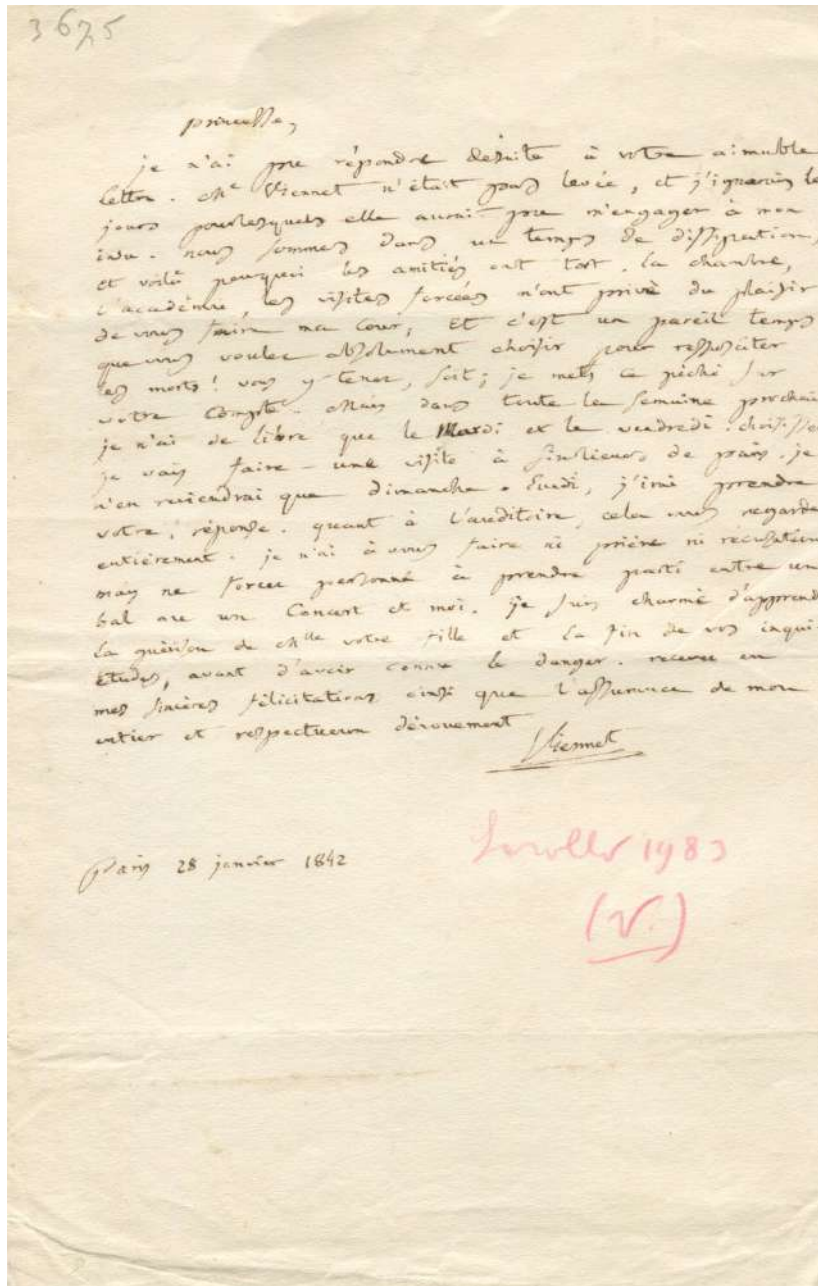 3675
princesse,
je n'ai pu répondre desuite à votre aimable
lettre. Me Viennet n'était pas levée, et j'ignorais les
jours pour lesquels elle aurait pu m'engager à mon
insu. nous sommes dans un temps de dissipation,
et voilà pourquoi les amitiés ont tort. la chambre,
l'académie, les visites forcées m'ont privé du plaisir
de vous faire ma cour; Et c'est un pareil temps
que vous voulez absolument choisir pour ressusciter
les morts! vous y tenez, soit; je mets ce péché sur
votre compte. Mais dans toute la semaine prochain
je n'ai de libre que le Mardi et le vendredi. choisisse
je vais faire une visite à six lieues de paris. je
n'en reviendrai que dimanche. Lundi, j'irai prendre
votre réponse. quant à l'auditoire, cela vous regarde
entièrement. je n'ai à vous faire ni prière ni récusation
mais ne forcez personne à prendre parti entre un
bal ou un Concert et moi. je suis charmé d'apprend
la guérison de Mlle votre fille et la fin de vos inqui
études, avant d'avoir connu le danger. recevez en
mes sincères félicitations ainsi que l'assurance de mon
entier et respectueux dévouement
Viennet
Paris 28 janvier 1842
1983
(V.)